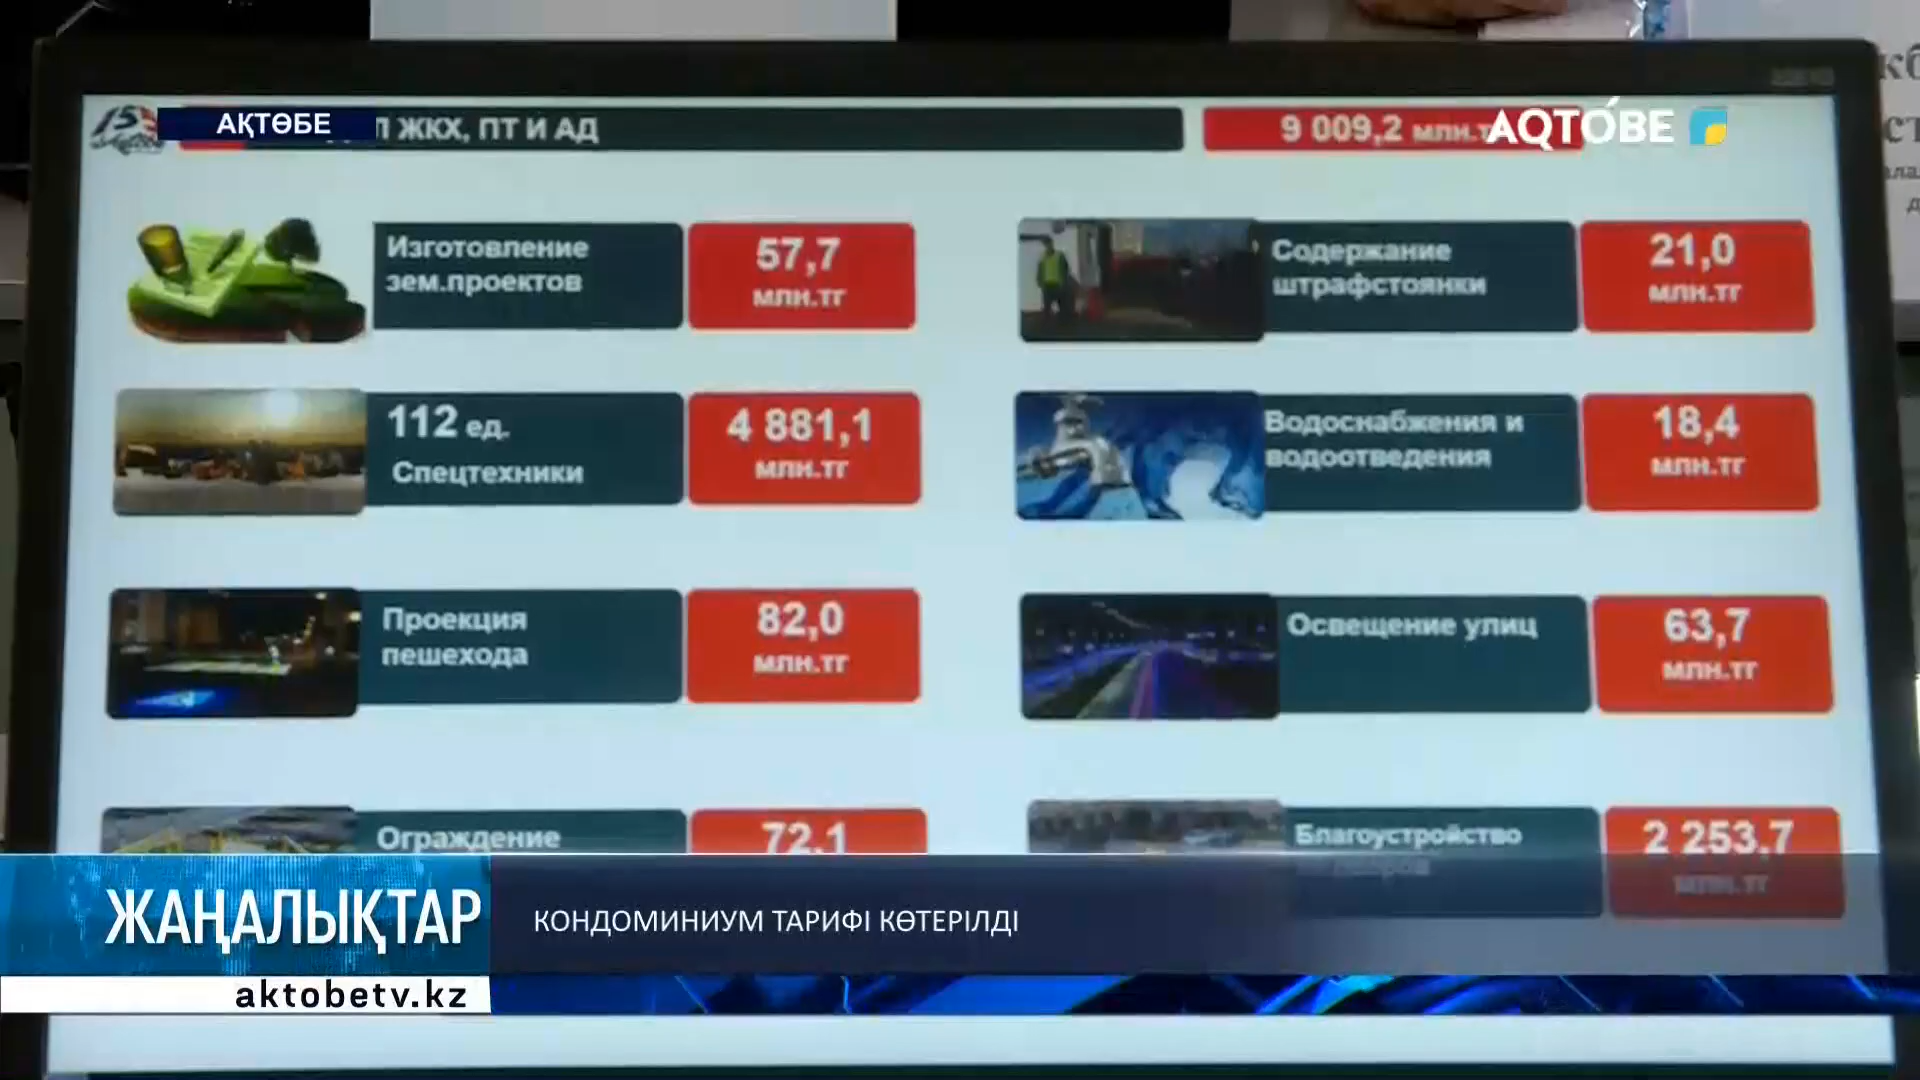 АҚТӨБЕ
ЖКХ, ПТ И АД
9 009,2
AQTÓBE
Изготовление
зем.проектов
57,7
млн.тг
Содержание
штрафстоянки
21,0
млн.тг
112 ед.
Спецтехники
4 881,1
млн.тг
Водоснабжения и
водоотведения
18,4
млн.тг
Проекция
пешехода
82,0
млн.тг
Освещение улиц
63,7
млн.тг
Ограждение
72,1
Благоустройство
2 253,7
млн.тг
ЖАҢАЛЫҚТАР
КОНДОМИНИУМ ТАРИФІ КӨТЕРІЛДІ
aktobetv.kz